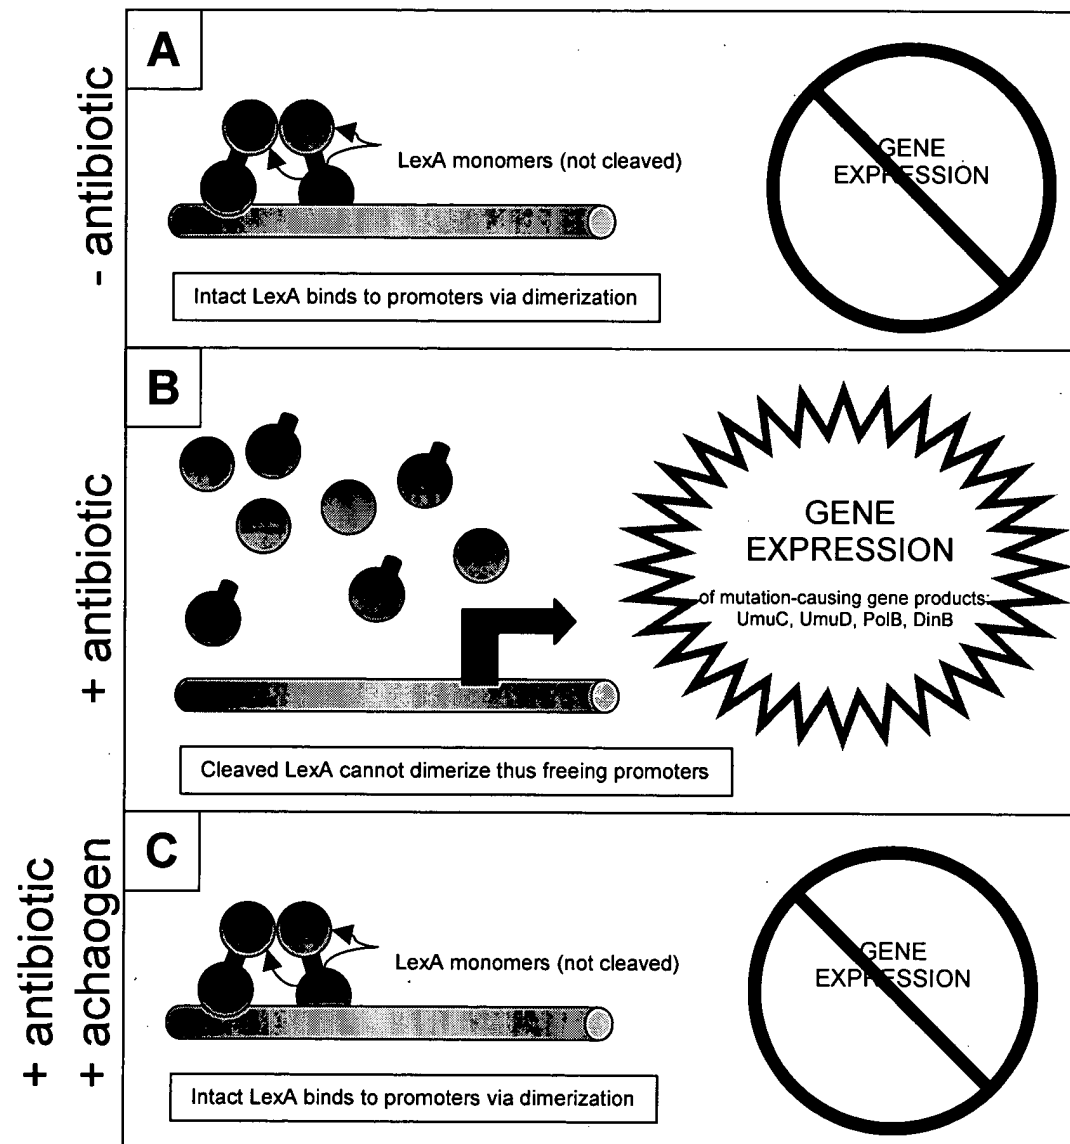 A
- antibiotic
LexA monomers (not cleaved)
GENE
EXPRESSION
Intact LexA binds to promoters via dimerization
B
+ antibiotic
GENE
EXPRESSION
of mutation-causing gene products:
UmuC, UmuD, PolB, DinB
Cleaved LexA cannot dimerize thus freeing promoters
C
+ antibiotic
+ achaogen
LexA monomers (not cleaved)
GENE
EXPRESSION
Intact LexA binds to promoters via dimerization